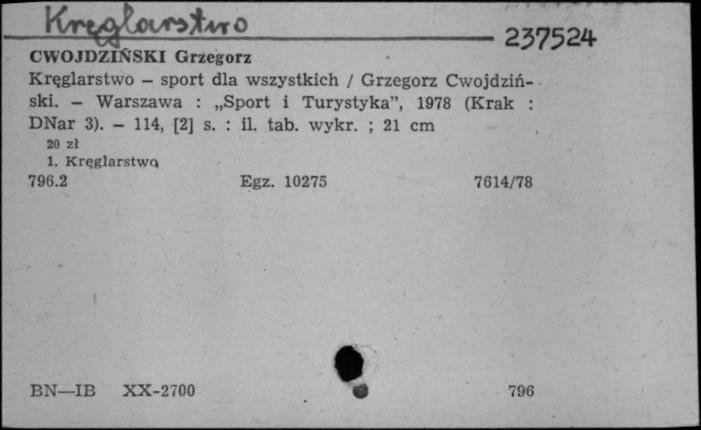 Kręglarstwo
237524
CWOJDZIŃSKI Grzegorz
Kręglarstwo – sport dla wszystkich / Grzegorz Cwojdziń-
ski. – Warszawa : „Sport i Turystyka”, 1978 (Krak :
DNar 3). – 114, [2] s. : il. tab. wykr. ; 21 cm
20 zł
1. Kręglarstwo
796.2 Egz. 10275 7614/78
BN—IB XX-2700 796